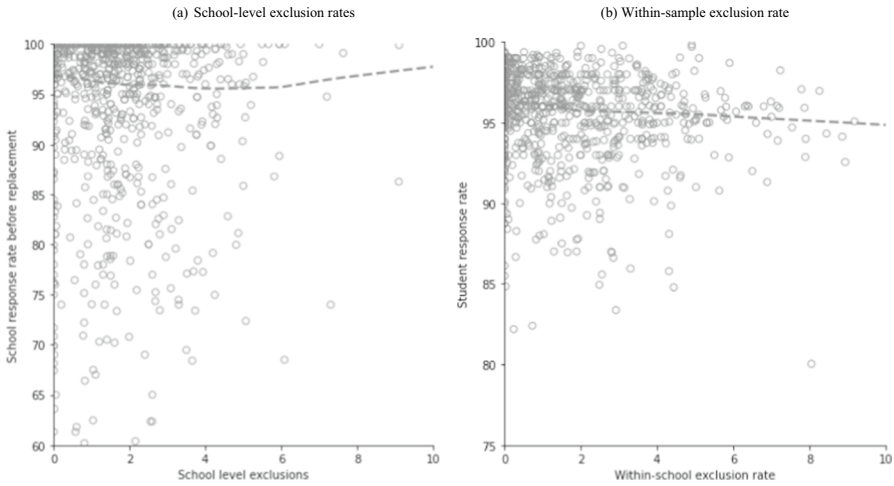 (a) School-level exclusion rates
100
95
90
85
80
75
70
65
60
School response rate before replacement
0 2 4 6 8 10
School level exclusions
(b) Within-sample exclusion rate
100
95
90
85
80
75
Student response rate
0 2 4 6 8 10
Within-school exclusion rate